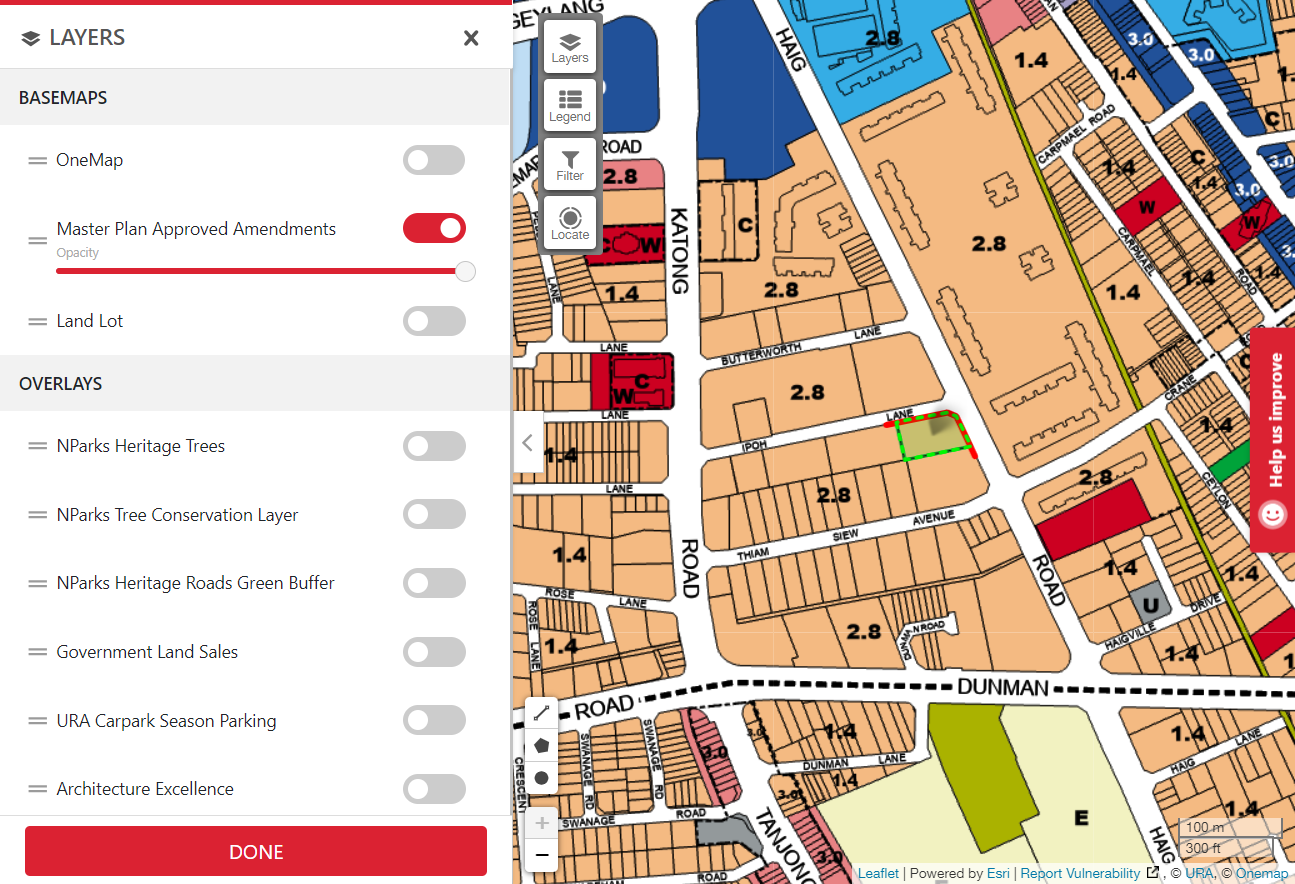 LAYERS
BASEMAPS
OneMap
Master Plan Approved Amendments
Opacity
Land Lot
OVERLAYS
NParks Heritage Trees
NParks Tree Conservation Layer
NParks Heritage Roads Green Buffer
Government Land Sales
URA Carpark Season Parking
Architecture Excellence
DONE
Layers
Legend
Filter
Locate
GEYLANG
HAIG
2.8
3.0
3.0
1.4
1.4
C
3.0
ROAD
2.8
CARPMAEL ROAD
1.4
C
1.4
3.0
W
W
C
W
KATONG
C
2.8
CARPMAEL
ROAD
1.4
1.4
1.4
LANE
1.4
2.8
LANE
BUTTERWORTH
LANE
C
W
2.8
CRANE
LANE
LANE
IPOH
1.4
1.4
LANE
2.8
2.8
CEYLON
AVENUE
SIEW
THIAM
1.4
ROAD
ROAD
1.4
1.4
ROSE
LANE
ROSE LANE
U
DRIVE
HAIGVILLE
2.8
DUNMAN ROAD
1.4
1.4
DUNMAN
ROAD
SWANAGE RD
SWANAGE RD
CRESCENT
3.0
3.0
1.4
1.4
LANE
HAIG
DUNMAN
LANE
1.4
3.0
1.4
E
SWANAGE
ROAD
TANJONG
3.0
HAIG
ROAD
100 m
300 ft
Help us improve
Leaflet | Powered by Esri | Report Vulnerability , © URA, © Onemap